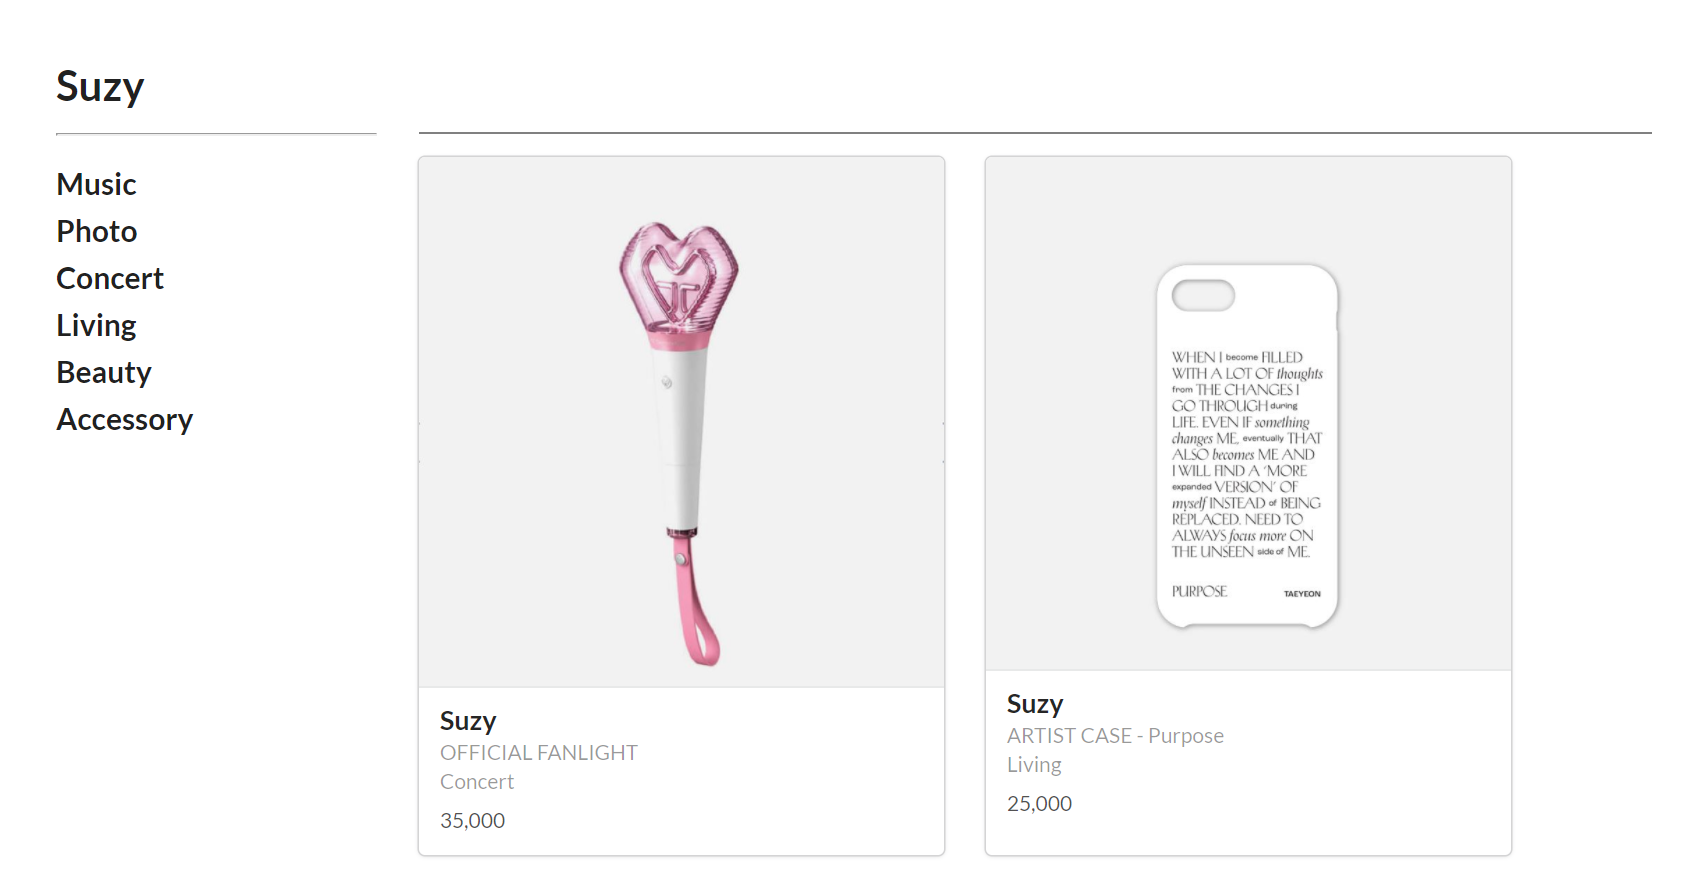 Suzy
Music
Photo
Concert
Living
Beauty
Accessory
Suzy
OFFICIAL FANLIGHT
Concert
35,000
WHEN I become FILLED
WITH A LOT OF thoughts
from THE CHANGES I
GO THROUGH during
LIFE. EVEN IF something
changes ME, eventually THAT
ALSO becomes ME AND
I WILL FIND A 'MORE
expanded VERSION' OF
myself INSTEAD of BEING
REPLACED. NEED TO
ALWAYS focus more ON
THE UNSEEN side of ME.
PURPOSE TAEYEON
Suzy
ARTIST CASE - Purpose
Living
25,000